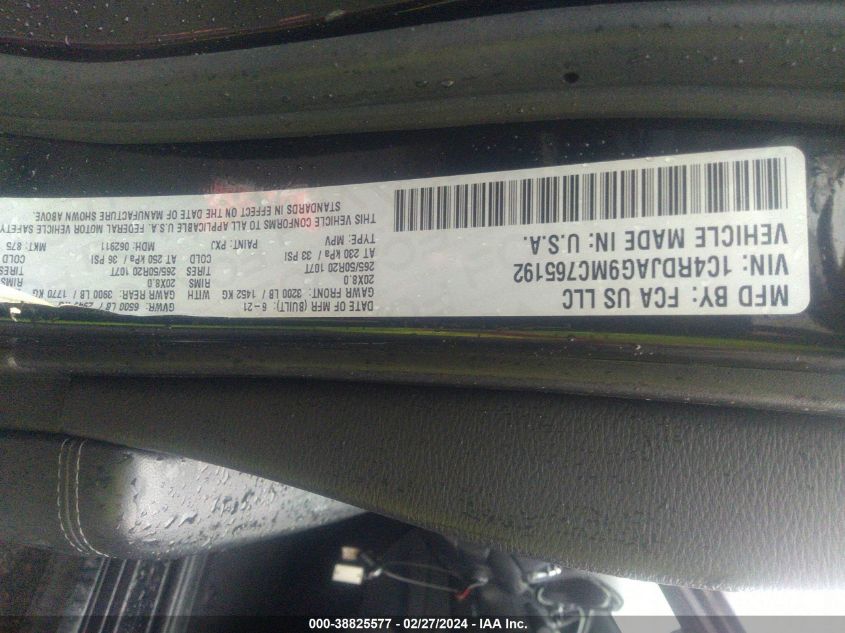 MFD BY: FCA US LLC
DATE OF MFR (BUILT): 6-21
GVWR: 6500 LB /
GAWR FRONT: 3200 LB / 1452 KG WITH GAWR REAR: 3900 LB / 1770 KG
20X8.0 RIMS 20X8.0 RIMS
265/50R20 107T TIRES 265/50R20 107T TIRES
AT 230 kPa / 33 PSI COLD AT 250 kPa / 36 PSI COLD
VIN: 1C4RDJAG9MC765192
TYPE: MPV PAINT: PXJ MDH: 062911 MKT: 875
VEHICLE MADE IN: U.S.A.
THIS VEHICLE CONFORMS TO ALL APPLICABLE U.S.A. FEDERAL MOTOR VEHICLE SAFETY
STANDARDS IN EFFECT ON THE DATE OF MANUFACTURE SHOWN ABOVE.
000-38825577 - 02/27/2024 - IAA Inc.